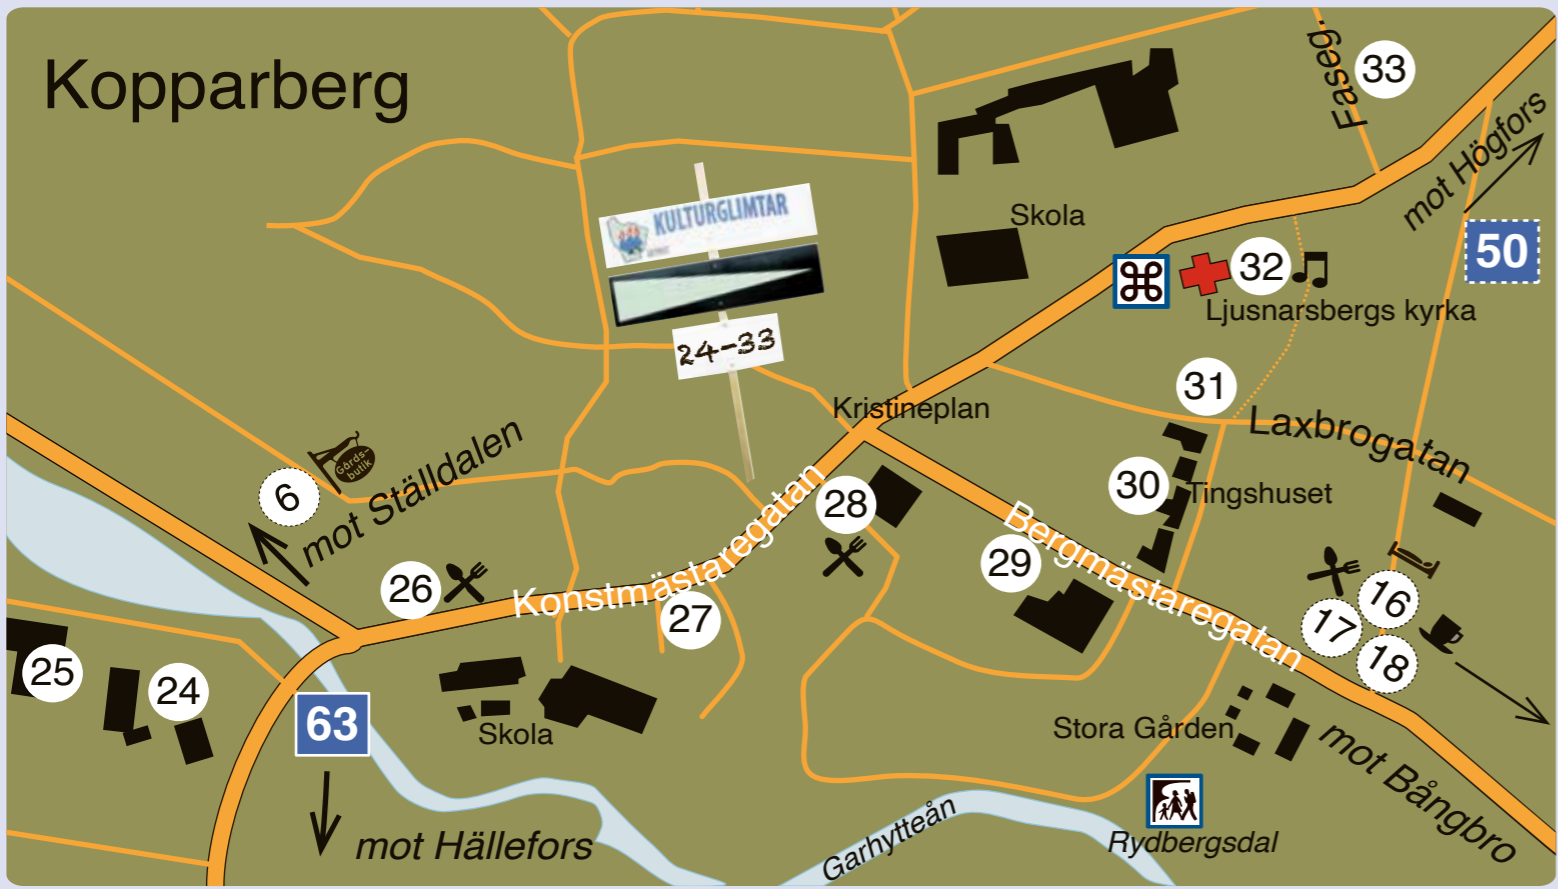 Kopparberg
Faseg.
33
mot Högfors
50
KULTURGLIMTAR
24-33
Skola
32
Ljusnarsbergs kyrka
31
Kristineplan
Laxbrogatan
Gårds-
butik
6
mot Ställdalen
28
30
Tingshuset
26
Konstmästaregatan
27
29
Bergmästaregatan
16
17
18
25
24
63
Skola
Stora Gården
mot Bångbro
mot Hällefors
Garhytteån
Rydbergsdal